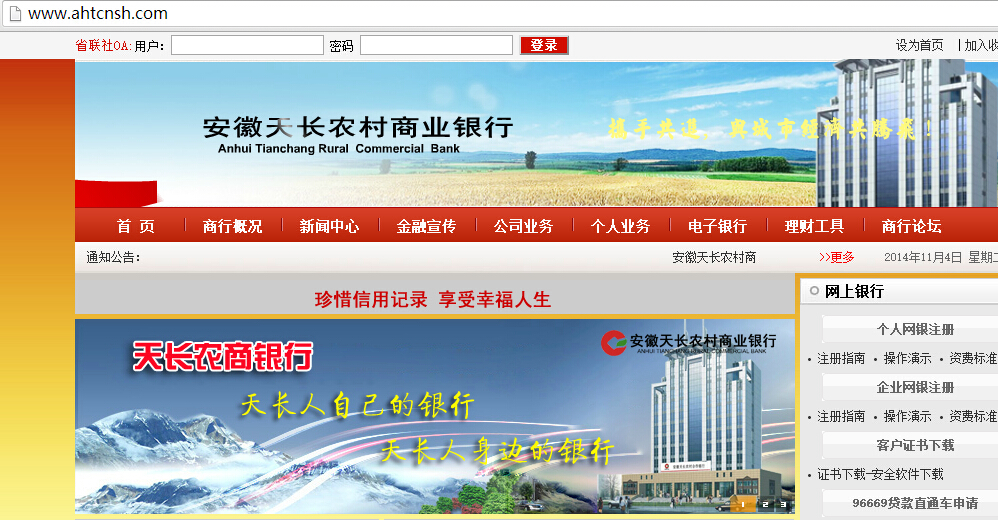 www.ahtcnsh.com
省联社OA: 用户: 密码 登录 设为首页 | 加入收
安徽天长农村商业银行
Anhui Tianchang Rural Commercial Bank
携手共进，与城市经济共腾飞！
首 页 商行概况 新闻中心 金融宣传 公司业务 个人业务 电子银行 理财工具 商行论坛
通知公告: 安徽天长农村商 >>更多 2014年11月4日 星期二
珍惜信用记录 享受幸福人生
网上银行
个人网银注册
• 注册指南 • 操作演示 • 资费标准
企业网银注册
• 注册指南 • 操作演示 • 资费标准
客户证书下载
• 证书下载-安全软件下载
96669贷款直通车申请
天长农商银行
安徽天长农村商业银行
ANHUI TIANCHANG RURAL COMMERCIAL BANK
天长人自己的银行
天长人身边的银行
1 2 3